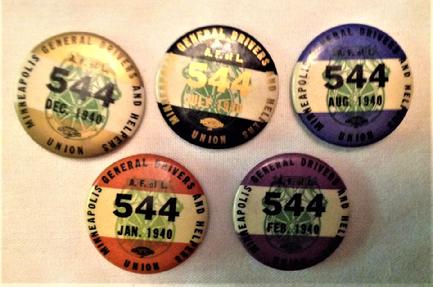 MINNEAPOLIS GENERAL DRIVERS AND HELPERS
A.F. of L.
544
DEC. 1940
UNION
MINNEAPOLIS GENERAL DRIVERS AND HELPERS
A.F. of L.
544
1940
UNION
MINNEAPOLIS GENERAL DRIVERS AND HELPERS
A.F. of L.
544
AUG. 1940
UNION
MINNEAPOLIS GENERAL DRIVERS AND HELPERS
A.F. of L.
544
JAN. 1940
UNION
MINNEAPOLIS GENERAL DRIVERS AND HELPERS
A.F. of L.
544
FEB. 1940
UNION